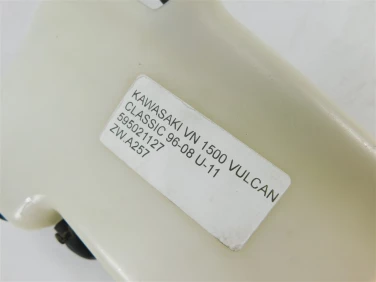 KAWASAKI VN 1500 VULCAN
CLASSIC 96-08 U-11
595021127
ZW.A257